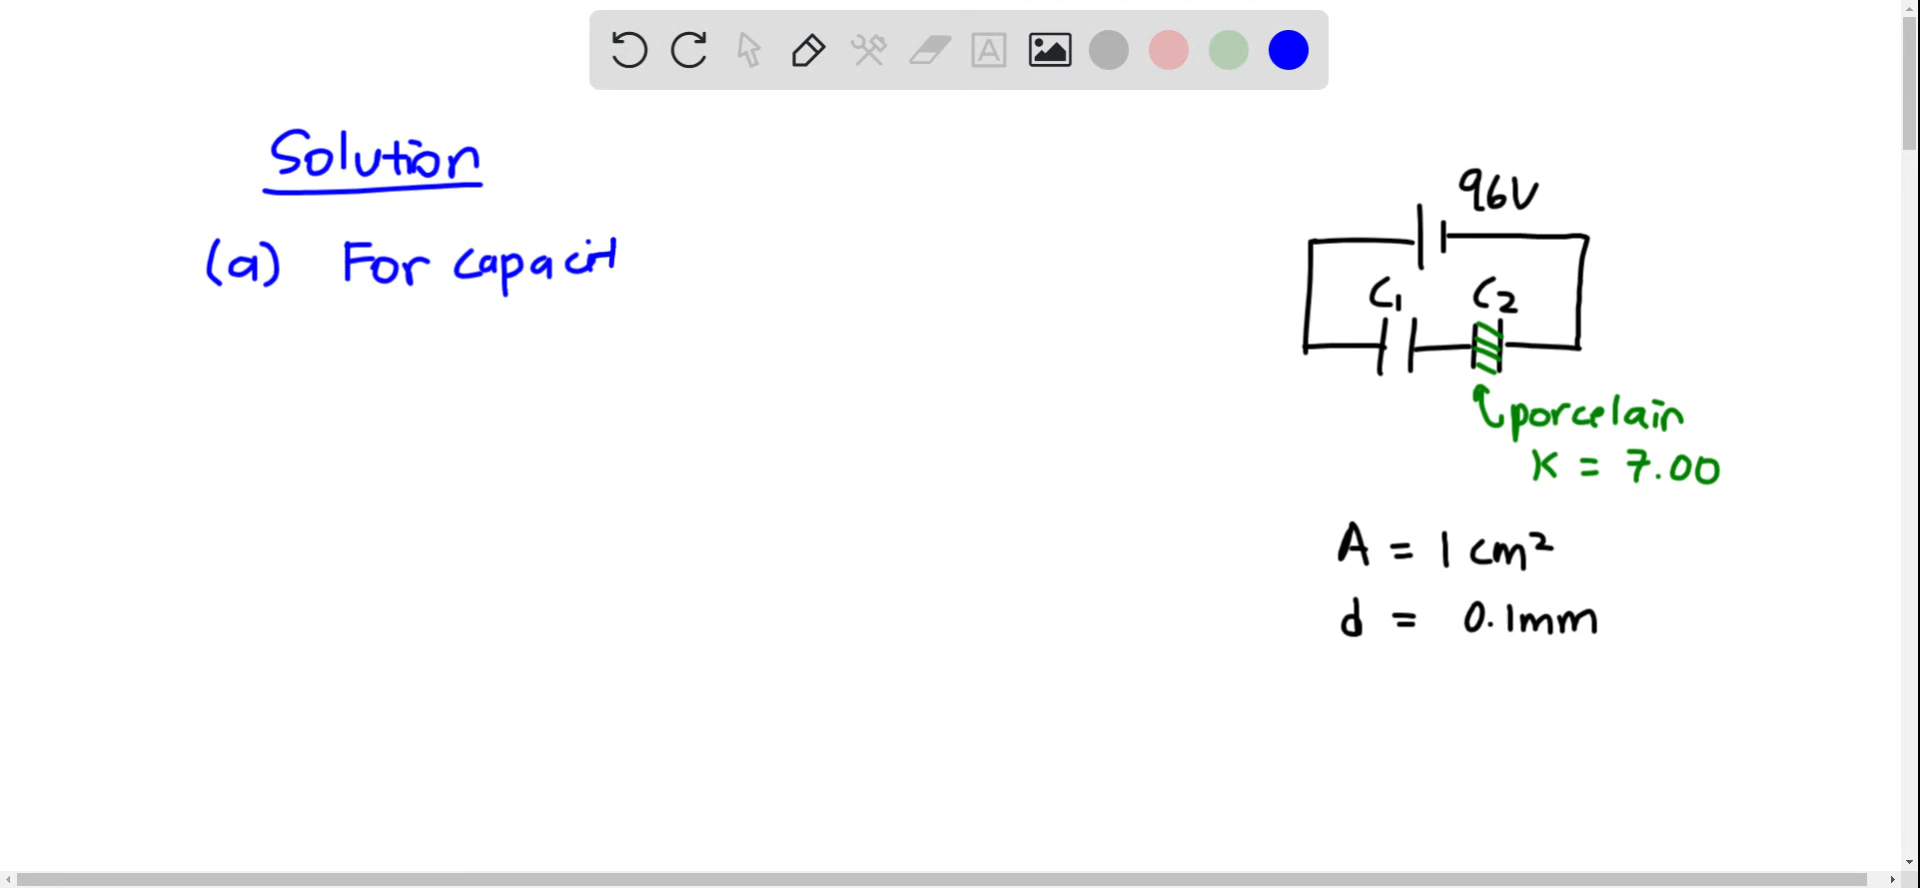 Solution
(a) For capacit
96V
C1 C2
porcelain
K = 7.00
A = 1 cm²
d = 0.1mm